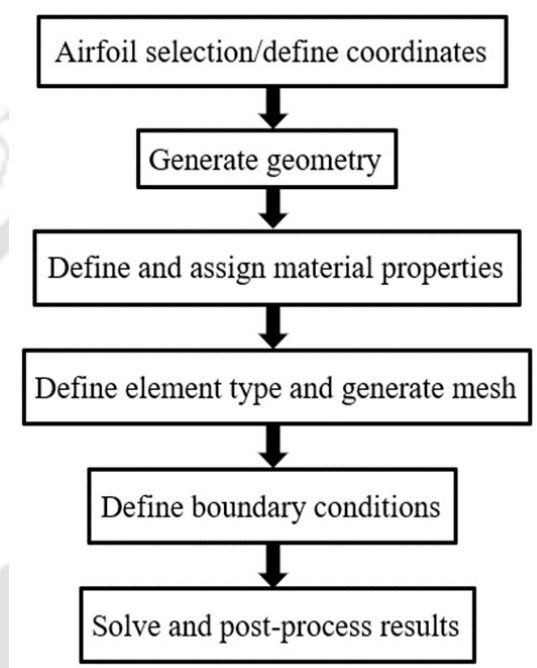 Airfoil selection/define coordinates
Generate geometry
Define and assign material properties
Define element type and generate mesh
Define boundary conditions
Solve and post-process results